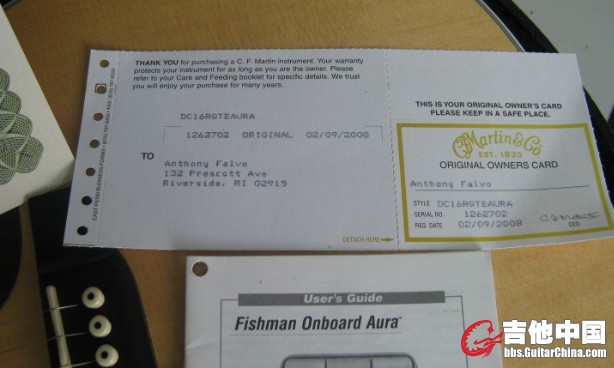 THANK YOU for purchasing a C. F. Martin instrument. Your warranty
protects your instrument for as long as you are the owner. Please
refer to your Care and Feeding booklet for specific details. We trust
you will enjoy your purchase for many years.
DC16RGTEAURA
1262702 ORIGINAL 02/09/2008
TO
Anthony Falvo
132 Prescott Ave
Riverside, RI 02915
DETACH HERE
THIS IS YOUR ORIGINAL OWNER'S CARD
PLEASE KEEP IN A SAFE PLACE.
C.F. Martin & Co.
EST. 1833
ORIGINAL OWNERS CARD
Anthony Falvo
STYLE DC16RGTEAURA
SERIAL NO. 1262702
REG. DATE 02/09/2008
CEO
User's Guide
Fishman Onboard Aura™
吉他中国
bbs.GuitarChina.com